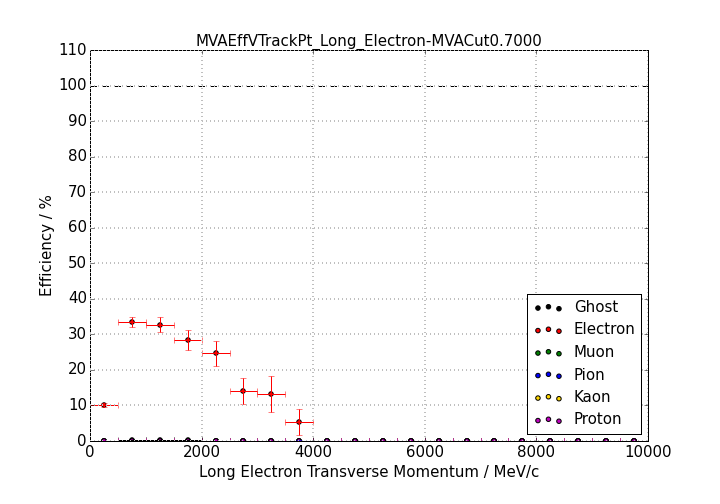 MVAEffVTrackPt_Long_Electron-MVACut0.7000
110
100
90
80
70
60
50
40
30
20
10
0
Efficiency / %
Ghost
Electron
Muon
Pion
Kaon
Proton
0 2000 4000 6000 8000 10000
Long Electron Transverse Momentum / MeV/c